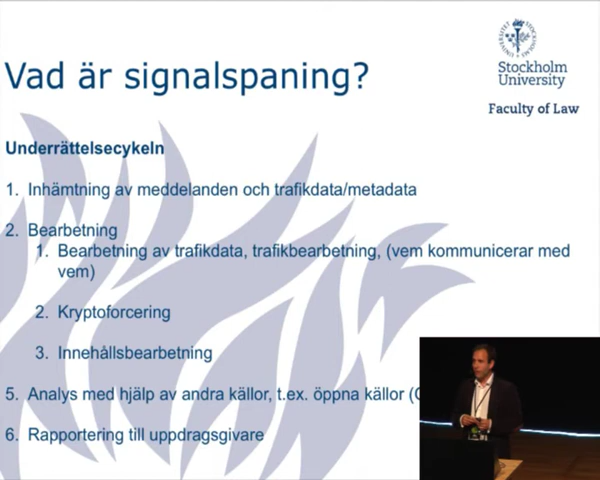 Vad är signalspaning?
Stockholm
University
Faculty of Law
Underrättelsecykeln
1. Inhämtning av meddelanden och trafikdata/metadata
2. Bearbetning
1. Bearbetning av trafikdata, trafikbearbetning, (vem kommunicerar med
vem)
2. Kryptoforcering
3. Innehållsbearbetning
5. Analys med hjälp av andra källor, t.ex. öppna källor (
6. Rapportering till uppdragsgivare